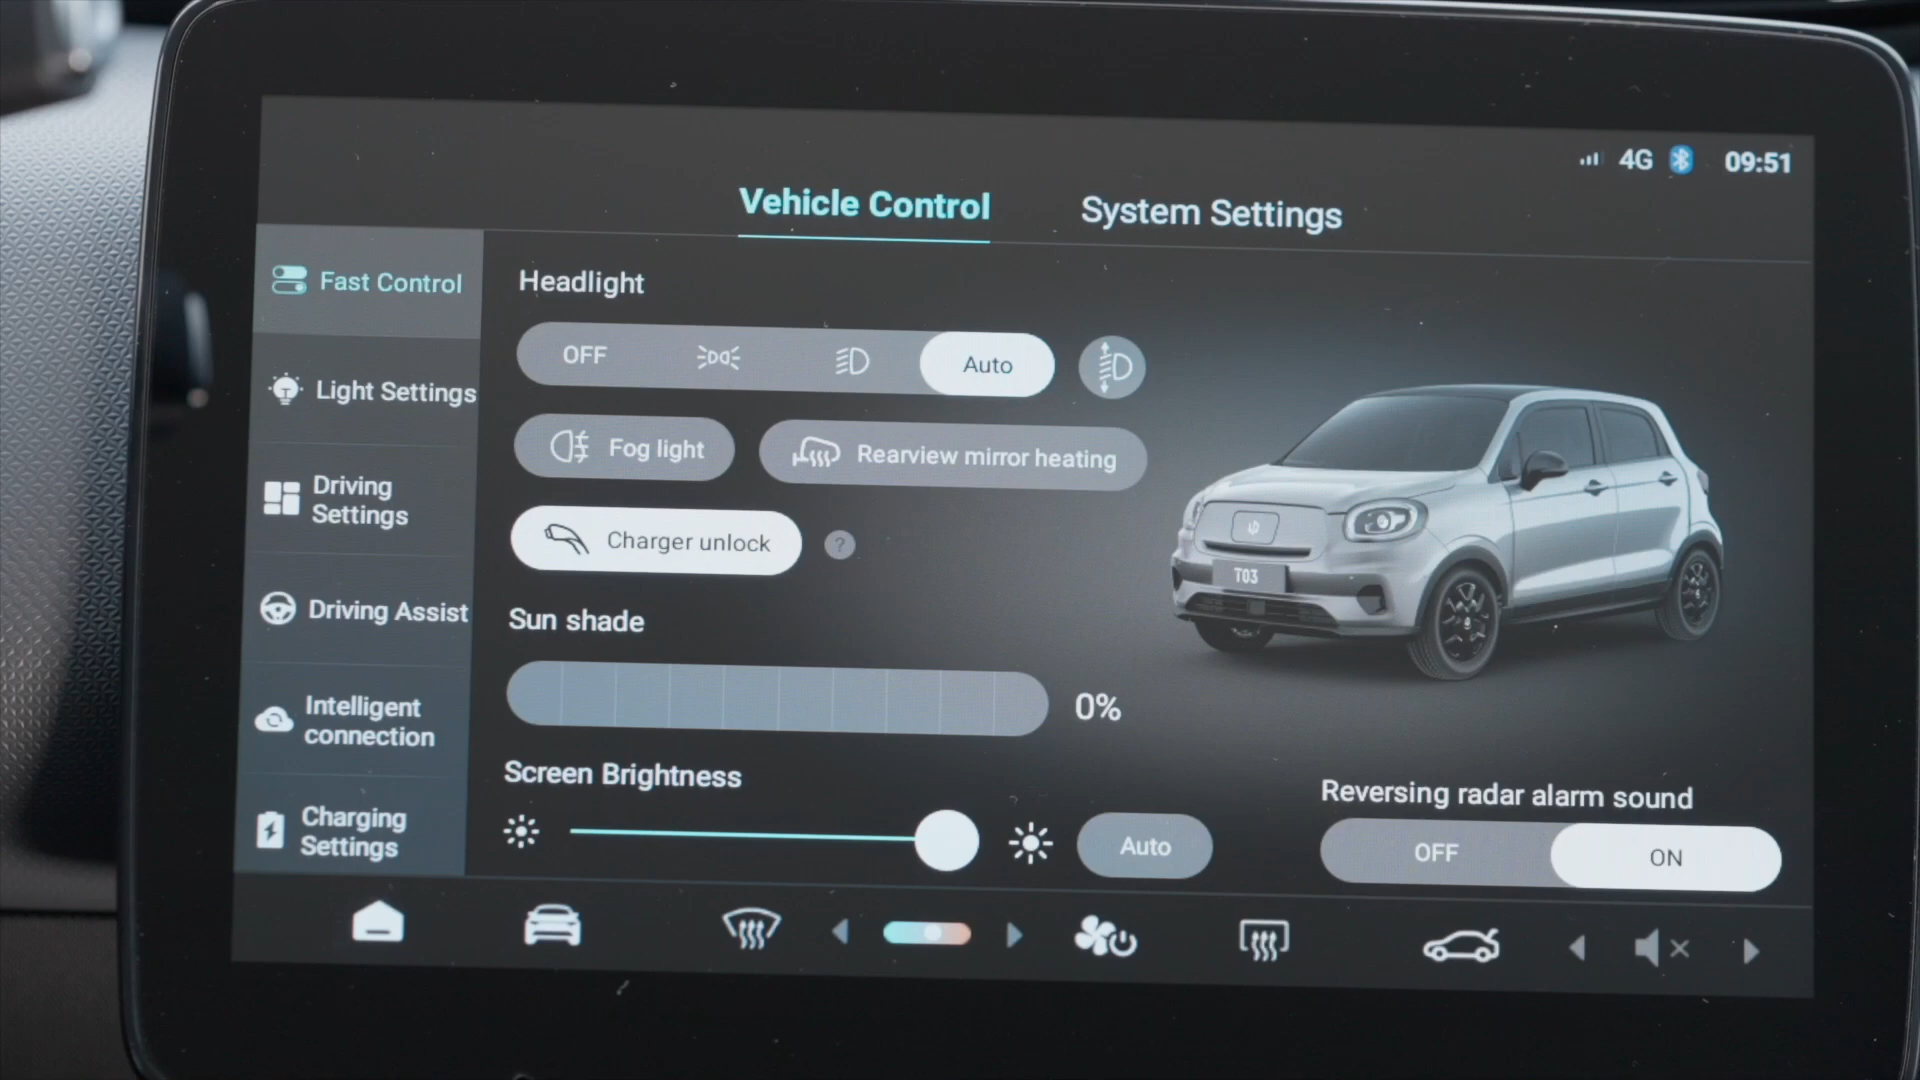 4G 09:51
Vehicle Control System Settings
Fast Control
Light Settings
Driving
Settings
Driving Assist
Intelligent
connection
Charging
Settings
Headlight
OFF Auto
Fog light Rearview mirror heating
Charger unlock ?
Sun shade
0%
Screen Brightness
Auto
T03
Reversing radar alarm sound
OFF ON